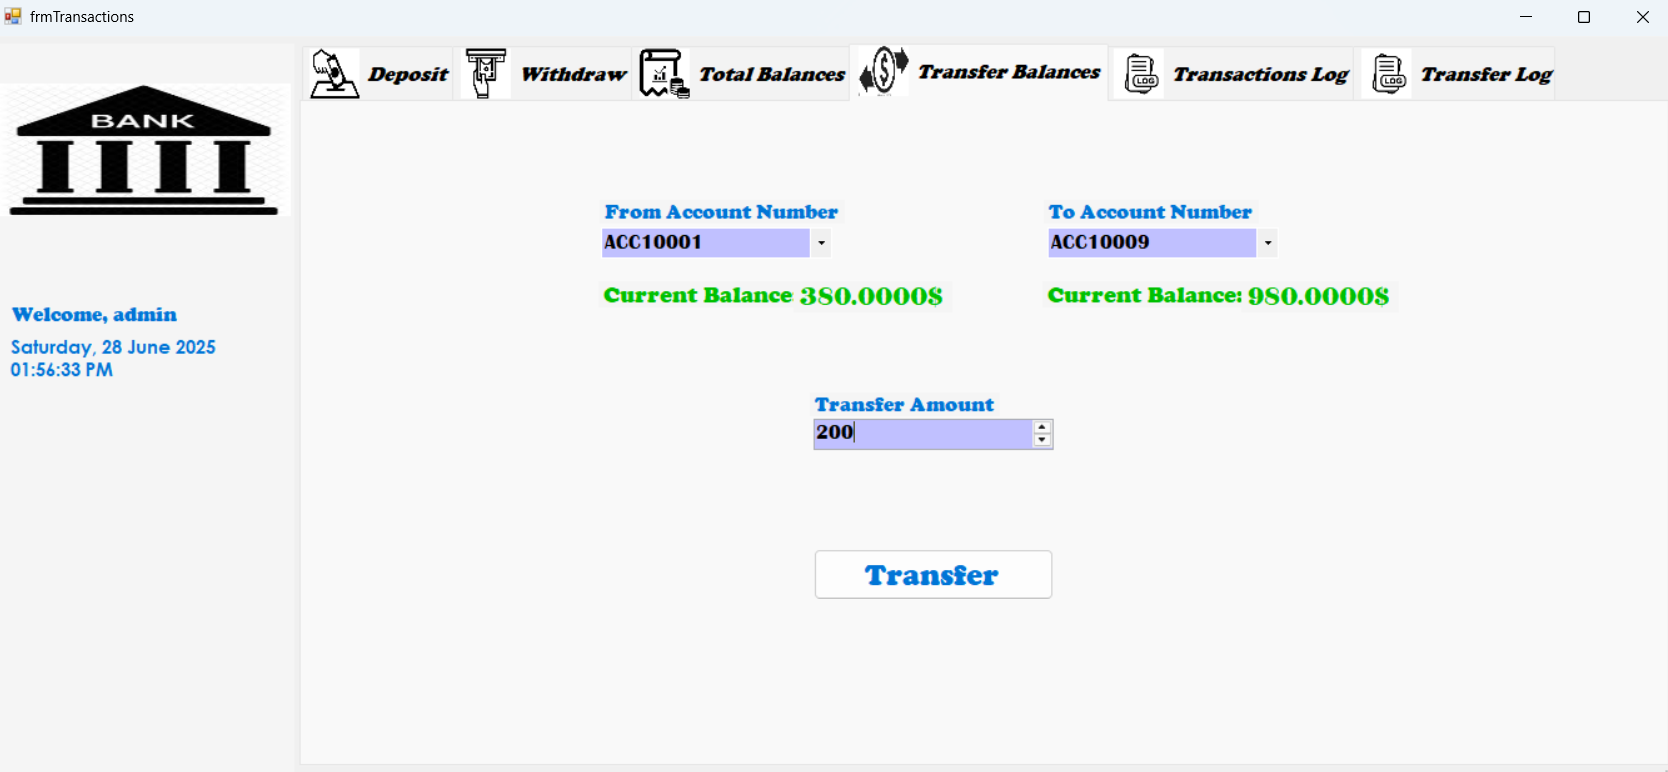 frmTransactions
Deposit Withdraw Total Balances Transfer Balances LOG Transactions Log LOG Transfer Log
BANK
From Account Number To Account Number
ACC10001 ACC10009
Current Balance 380.0000$ Current Balance: 980.0000$
Welcome, admin
Saturday, 28 June 2025
01:56:33 PM
Transfer Amount
200
Transfer